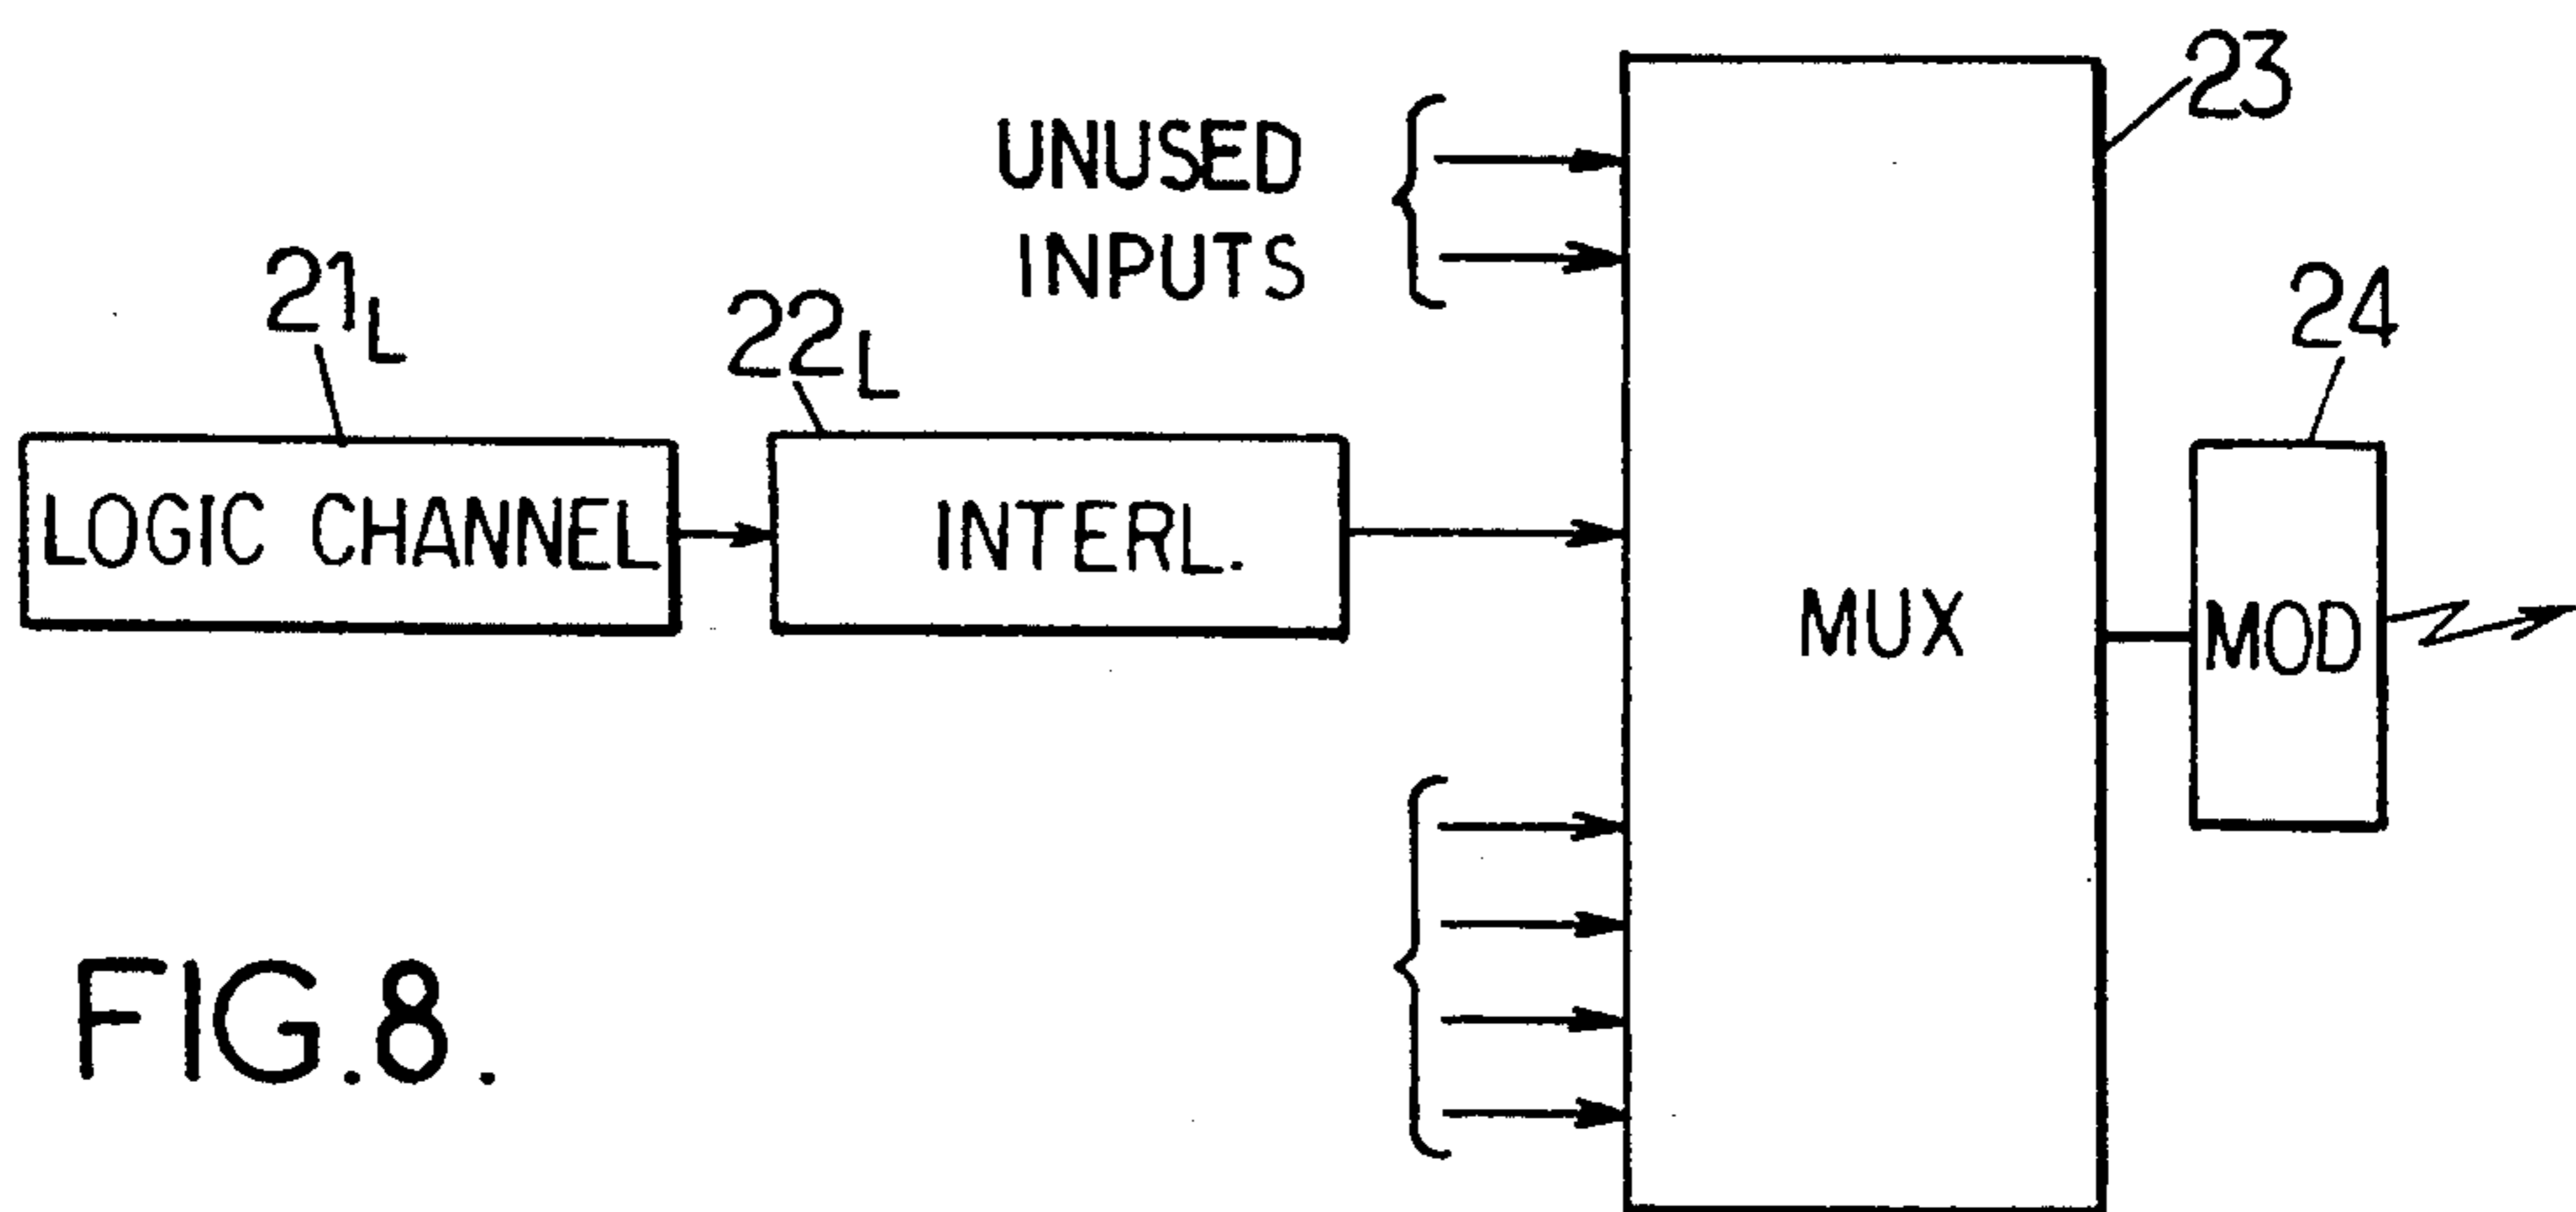 23
UNUSED
INPUTS
21L
22L
24
LOGIC CHANNEL
INTERL.
MUX
MOD
FIG.8.